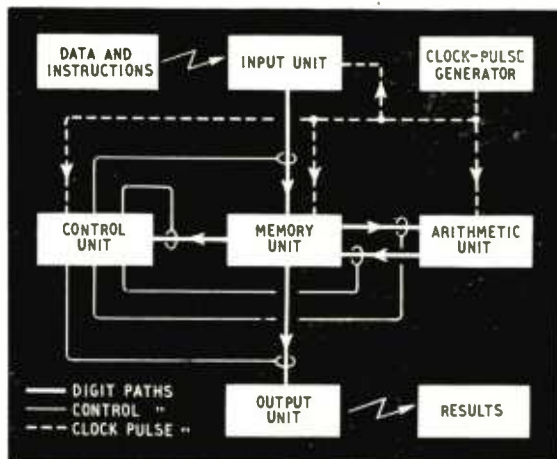 DATA AND
INSTRUCTIONS
INPUT UNIT
CLOCK-PULSE
GENERATOR
CONTROL
UNIT
MEMORY
UNIT
ARITHMETIC
UNIT
DIGIT PATHS
CONTROL "
CLOCK PULSE "
OUTPUT
UNIT
RESULTS